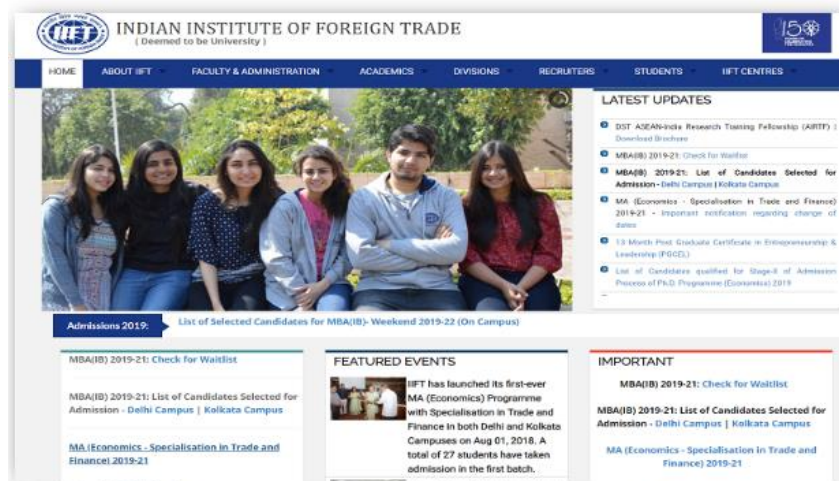 IIFT
INDIAN INSTITUTE OF FOREIGN TRADE
( Deemed to be University )
150
HOME ABOUT IIFT FACULTY & ADMINISTRATION ACADEMICS DIVISIONS RECRUITERS STUDENTS IIFT CENTRES
LATEST UPDATES
DST ASEAN-India Research Training Fellowship (AIRTF) :
Download Brochure
MBA(IB) 2019-21: Check for Waitlist
MBA(IB) 2019-21: List of Candidates Selected for
Admission - Delhi Campus | Kolkata Campus
MA (Economics - Specialisation in Trade and Finance)
2019-21 - Important notification regarding change of
dates
13 Month Post Graduate Certificate in Entrepreneurship &
Leadership (PGCEL)
List of Candidates qualified for Stage-II of Admission
Process of Ph.D. Programme (Economics) 2019
Admissions 2019:
List of Selected Candidates for MBA(IB)- Weekend 2019-22 (On Campus)
MBA(IB) 2019-21: Check for Waitlist
MBA(IB) 2019-21: List of Candidates Selected for
Admission - Delhi Campus | Kolkata Campus
MA (Economics - Specialisation in Trade and
Finance) 2019-21
FEATURED EVENTS
IIFT has launched its first-ever
MA (Economics) Programme
with Specialisation in Trade and
Finance in both Delhi and Kolkata
Campuses on Aug 01, 2018. A
total of 27 students have taken
admission in the first batch.
IMPORTANT
MBA(IB) 2019-21: Check for Waitlist
MBA(IB) 2019-21: List of Candidates Selected for
Admission - Delhi Campus | Kolkata Campus
MA (Economics - Specialisation in Trade and
Finance) 2019-21